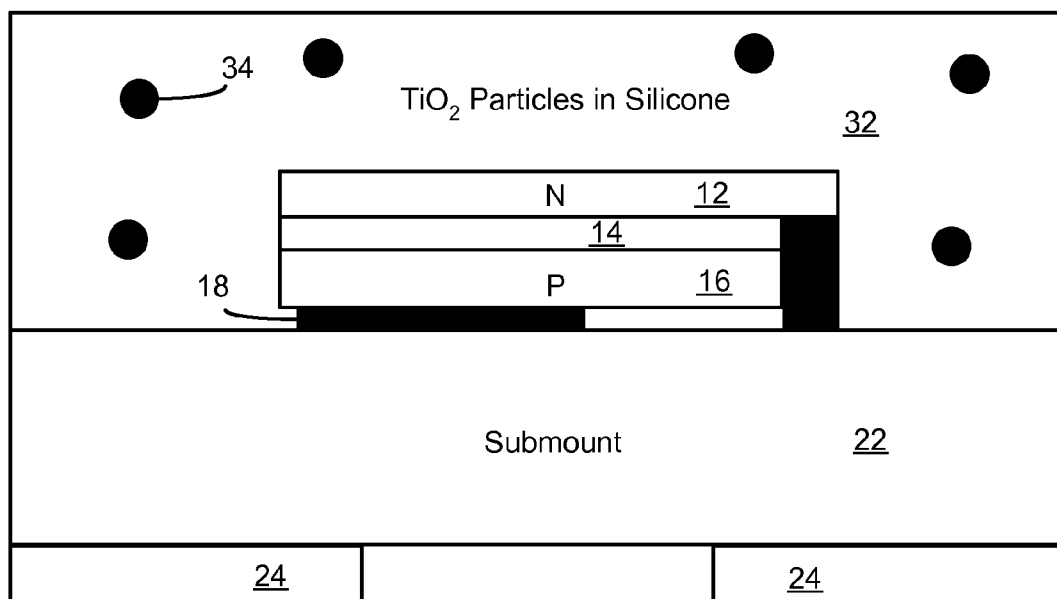 34
TiO₂ Particles in Silicone
32
N 12
14
P 16
18
Submount 22
24 24